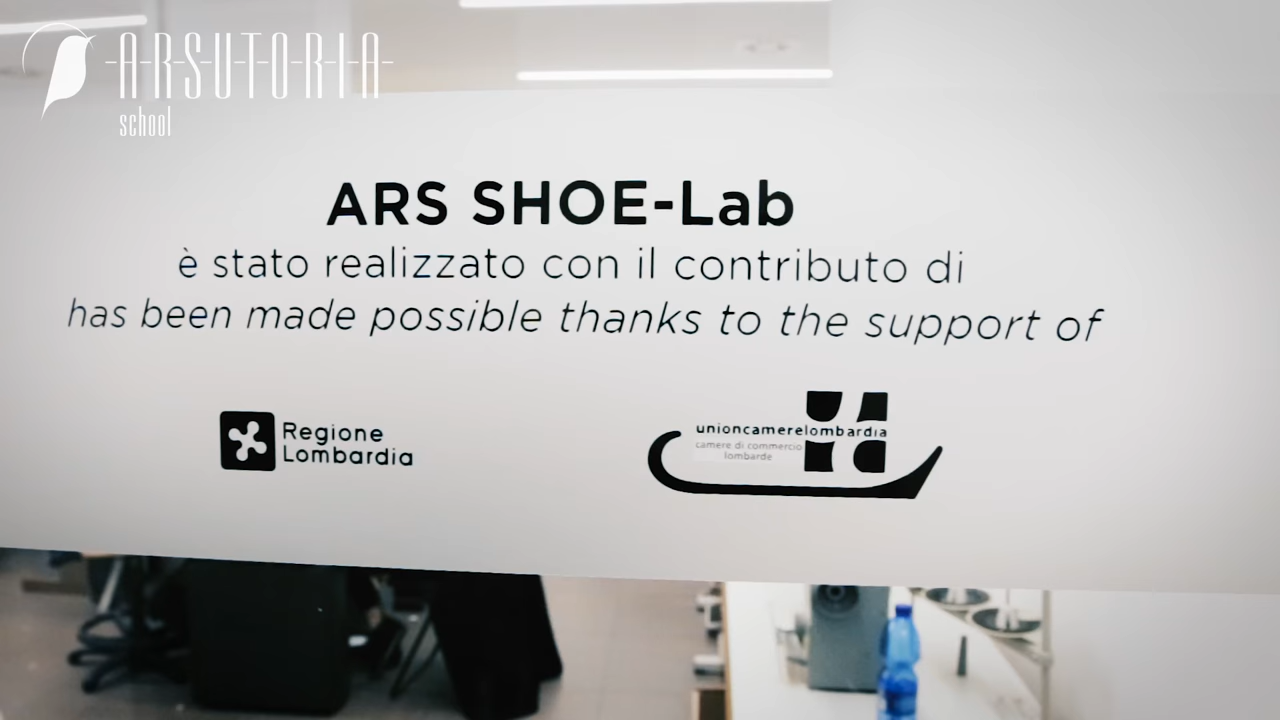 ARSUTORIA
school
ARS SHOE-Lab
è stato realizzato con il contributo di
has been made possible thanks to the support of
Regione
Lombardia
unioncamerelombardia
camere di commercio
lombarde